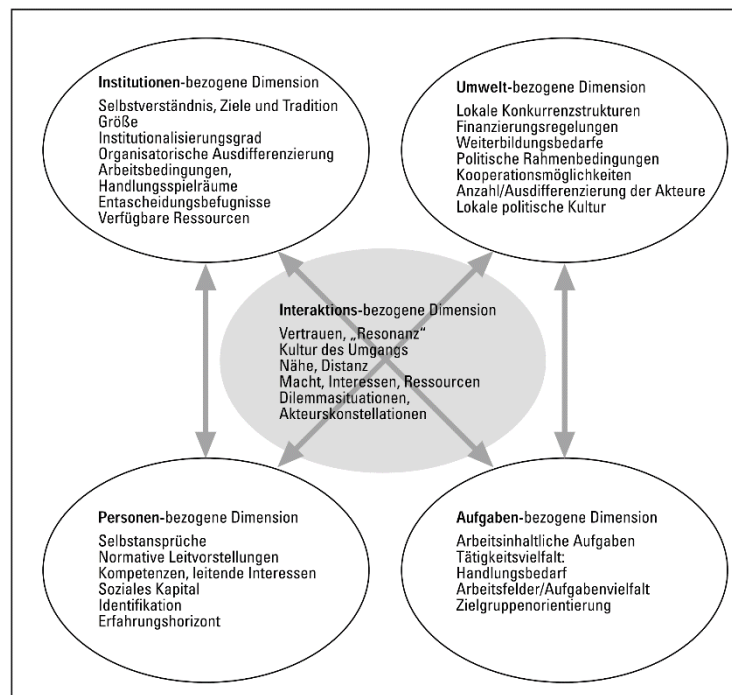 Institutionen-bezogene Dimension
Selbstverständnis, Ziele und Tradition
Größe
Institutionalisierungsgrad
Organisatorische Ausdifferenzierung
Arbeitsbedingungen,
Handlungsspielräume
Entascheidungsbefugnisse
Verfügbare Ressourcen
Umwelt-bezogene Dimension
Lokale Konkurrenzstrukturen
Finanzierungsregelungen
Weiterbildungsbedarfe
Politische Rahmenbedingungen
Kooperationsmöglichkeiten
Anzahl/Ausdifferenzierung der Akteure
Lokale politische Kultur
Interaktions-bezogene Dimension
Vertrauen, „Resonanz“
Kultur des Umgangs
Nähe, Distanz
Macht, Interessen, Ressourcen
Dilemmasituationen,
Akteurskonstellationen
Personen-bezogene Dimension
Selbstansprüche
Normative Leitvorstellungen
Kompetenzen, leitende Interessen
Soziales Kapital
Identifikation
Erfahrungshorizont
Aufgaben-bezogene Dimension
Arbeitsinhaltliche Aufgaben
Tätigkeitsvielfalt:
Handlungsbedarf
Arbeitsfelder/Aufgabenvielfalt
Zielgruppenorientierung